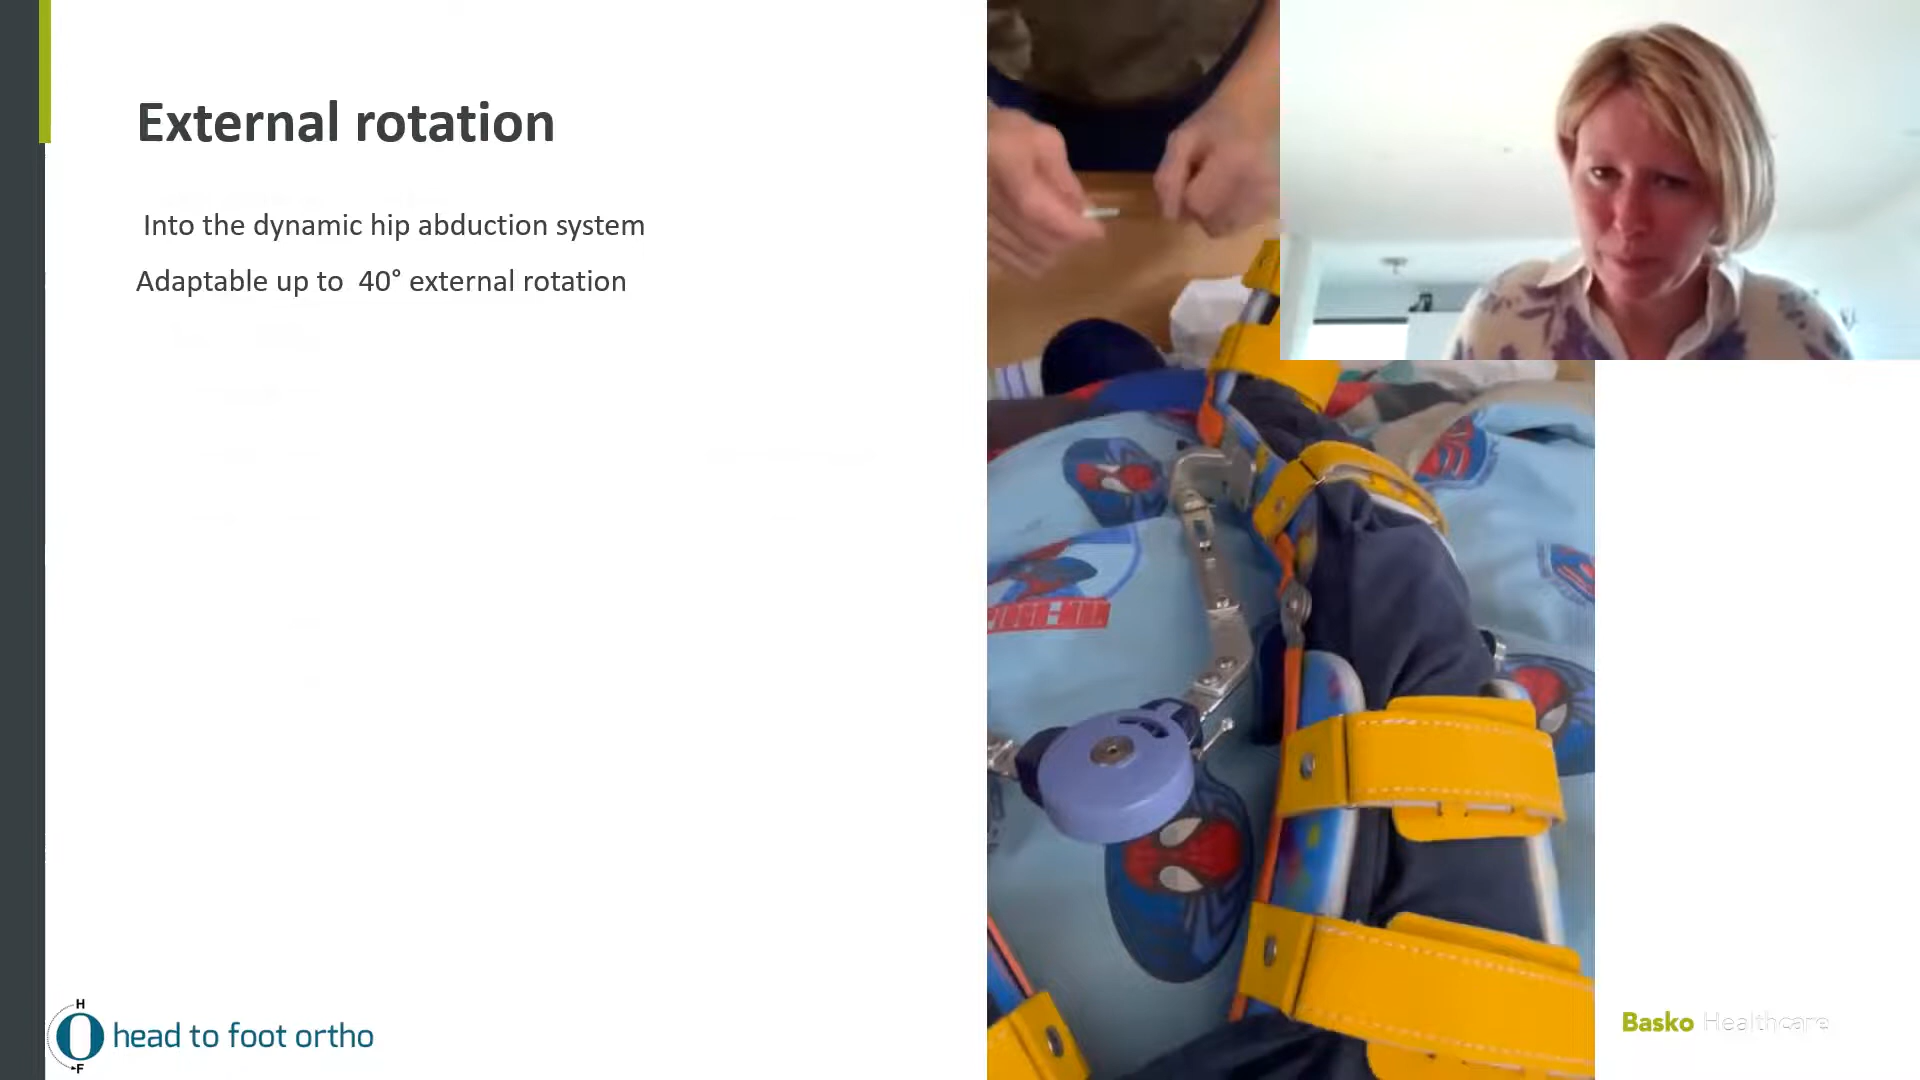 External rotation
Into the dynamic hip abduction system
Adaptable up to 40° external rotation
H
F
head to foot ortho
Basko Healthcare